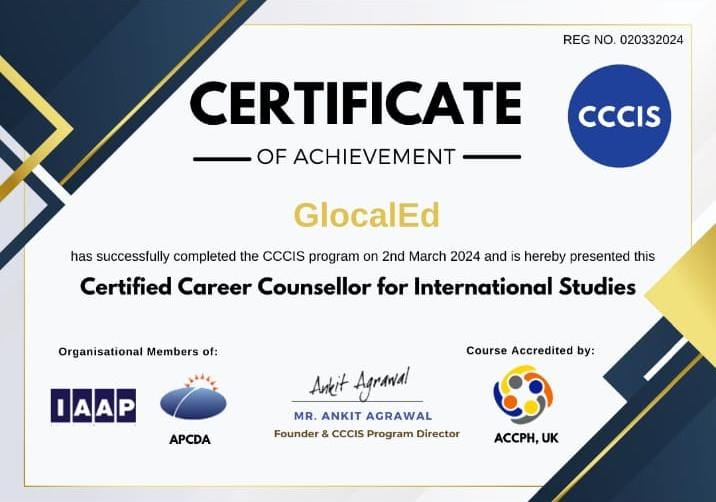 REG NO. 020332024
CERTIFICATE
CCCIS
OF ACHIEVEMENT
GlocalEd
has successfully completed the CCCIS program on 2nd March 2024 and is hereby presented this
Certified Career Counsellor for International Studies
Organisational Members of:
Course Accredited by:
IAAP
APCDA
Ankit Agrawal
MR. ANKIT AGRAWAL
Founder & CCCIS Program Director
ACCPH, UK